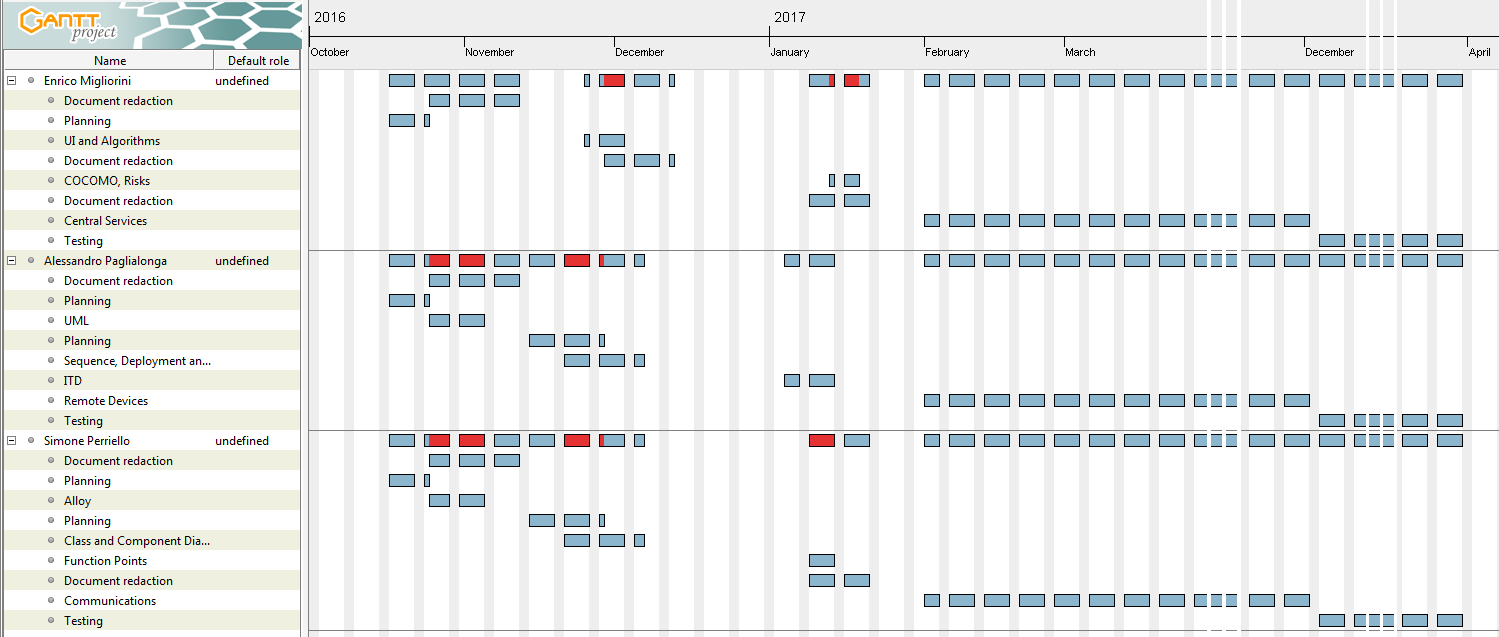 GANTT project
2016 2017
October November December January February March December April
Name Default role
Enrico Migliorini undefined
Document redaction
Planning
UI and Algorithms
Document redaction
COCOMO, Risks
Document redaction
Central Services
Testing
Alessandro Paglialonga undefined
Document redaction
Planning
UML
Planning
Sequence, Deployment an...
ITD
Remote Devices
Testing
Simone Perriello undefined
Document redaction
Planning
Alloy
Planning
Class and Component Dia...
Function Points
Document redaction
Communications
Testing